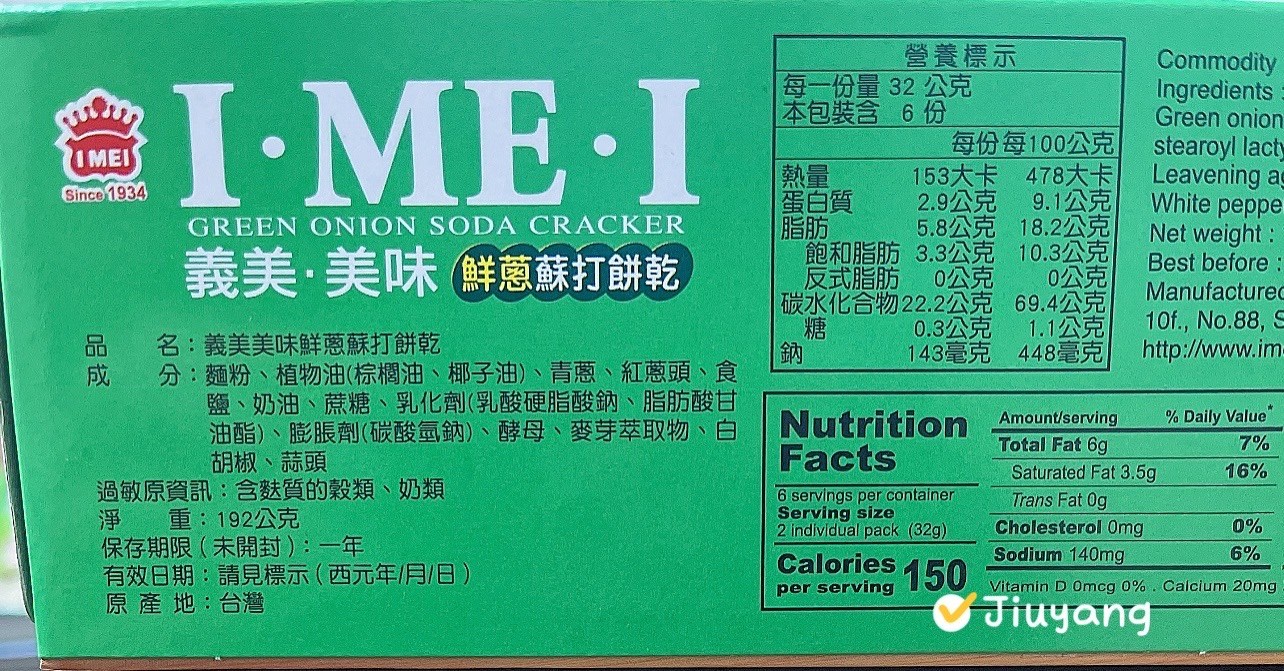 I MEI
Since 1934
I·MEI
GREEN ONION SODA CRACKER
義美·美味 鮮蔥蘇打餅乾
品 名：義美美味鮮蔥蘇打餅乾
成 分：麵粉、植物油(棕櫚油、椰子油)、青蔥、紅蔥頭、食
鹽、奶油、蔗糖、乳化劑(乳酸硬脂酸鈉、脂肪酸甘
油酯)、膨脹劑(碳酸氫鈉)、酵母、麥芽萃取物、白
胡椒、蒜頭
過敏原資訊：含麩質的穀類、奶類
淨 重：192公克
保存期限（未開封）：一年
有效日期：請見標示（西元年/月/日）
原 產 地：台灣
營養標示
每一份量 32 公克
本包裝含 6 份
每份 每100公克
熱量 153大卡 478大卡
蛋白質 2.9公克 9.1公克
脂肪 5.8公克 18.2公克
飽和脂肪 3.3公克 10.3公克
反式脂肪 0公克 0公克
碳水化合物 22.2公克 69.4公克
糖 0.3公克 1.1公克
鈉 143毫克 448毫克
Nutrition
Facts
6 servings per container
Serving size
2 individual pack (32g)
Calories
per serving 150
Amount/serving % Daily Value*
Total Fat 6g 7%
Saturated Fat 3.5g 16%
Trans Fat 0g
Cholesterol 0mg 0%
Sodium 140mg 6%
Vitamin D 0mcg 0% . Calcium 20mg
Commodity
Ingredients :
Green onion
stearoyl
Leavening
White
Net weight :
Best before :
10f., No.88,
Jiuyang